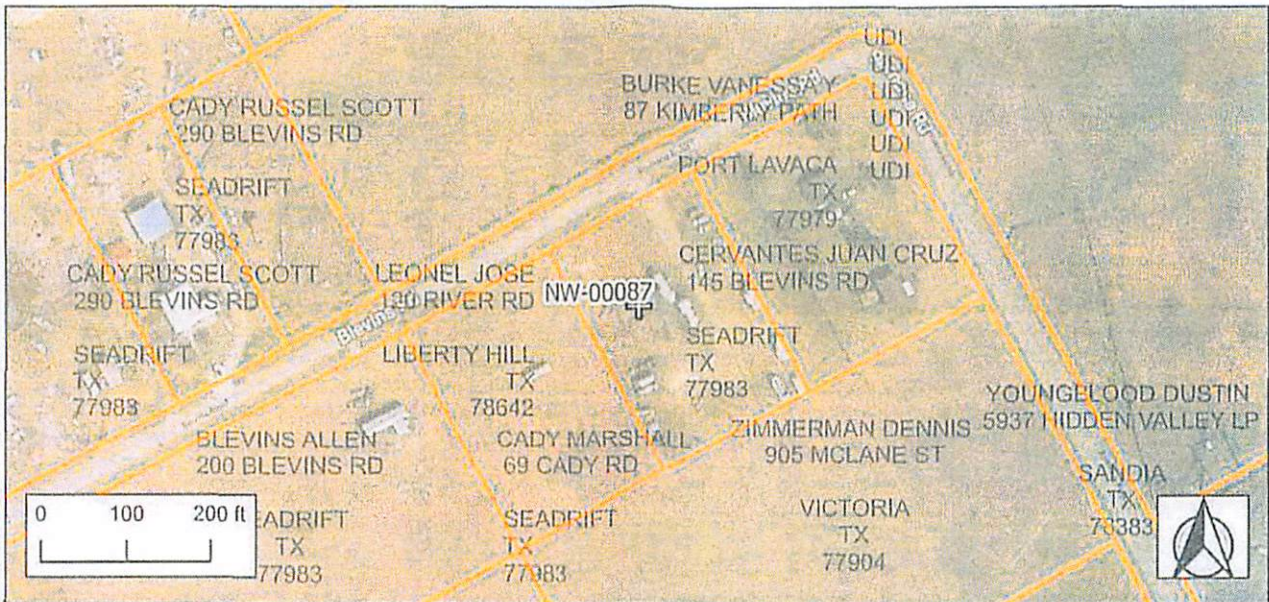 CADY RUSSEL SCOTT
290 BLEVINS RD
SEADRIFT
TX
77983
BURKE VANESSA Y
87 KIMBERLY PATH
PORT LAVACA
TX
77979
UDI
UDI
UDI
UDI
UDI
UDI
CADY RUSSEL SCOTT
290 BLEVINS RD
SEADRIFT
TX
77983
LEONEL JOSE
120 RIVER RD
LIBERTY HILL
TX
78642
NW-00087
CERVANTES JUAN CRUZ
145 BLEVINS RD
SEADRIFT
TX
77983
Blevins
BLEVINS ALLEN
200 BLEVINS RD
EADRIFT
TX
77983
CADY MARSHALL
69 CADY RD
SEADRIFT
TX
77983
ZIMMERMAN DENNIS
905 MCLANE ST
VICTORIA
TX
77904
YOUNGBLOOD DUSTIN
5937 HIDDEN VALLEY LP
SANDIA
TX
78383
0 100 200 ft